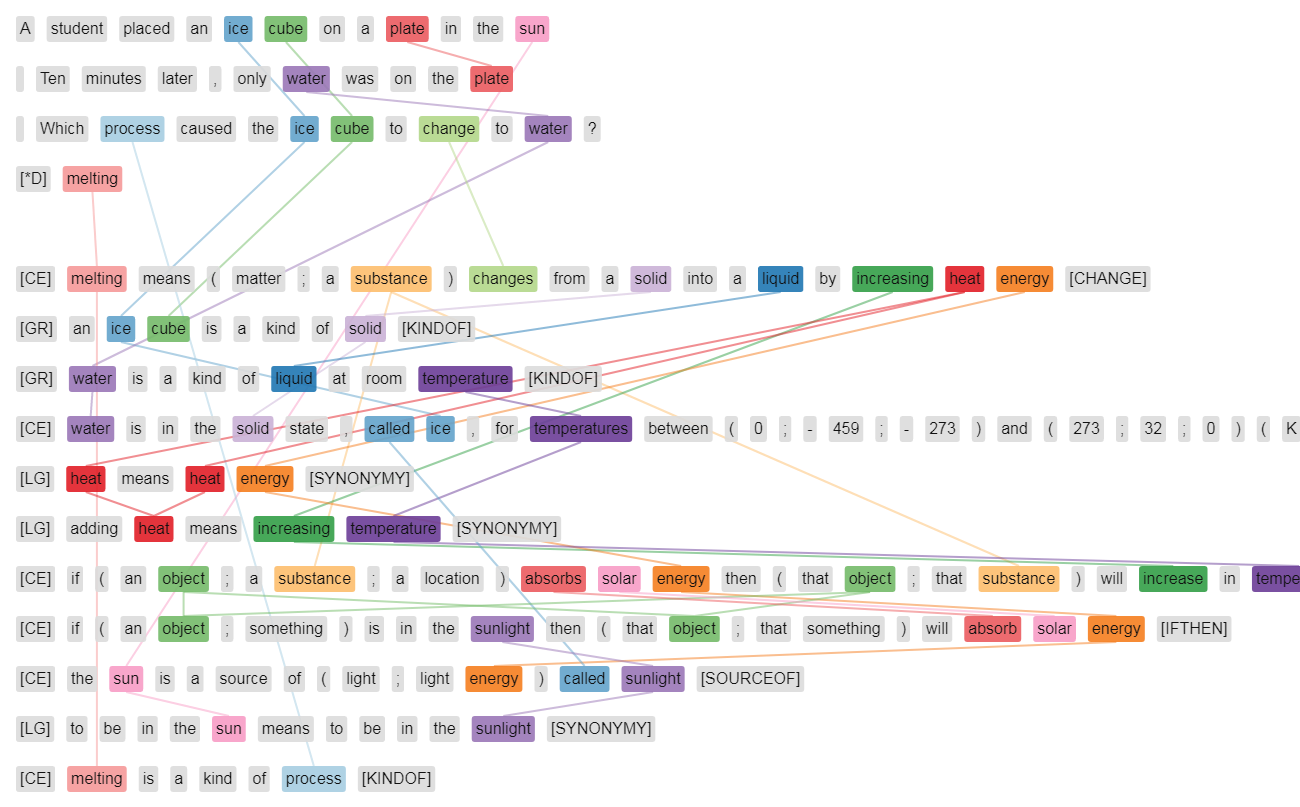 A student placed an ice cube on a plate in the sun
Ten minutes later , only water was on the plate
Which process caused the ice cube to change to water ?
[*D] melting
[CE] melting means ( matter ; a substance ) changes from a solid into a liquid by increasing heat energy [CHANGE]
[GR] an ice cube is a kind of solid [KINDOF]
[GR] water is a kind of liquid at room temperature [KINDOF]
[CE] water is in the solid state , called ice , for temperatures between ( 0 ; - 459 ; - 273 ) and ( 273 ; 32 ; 0 ) ( K
[LG] heat means heat energy [SYNONYMY]
[LG] adding heat means increasing temperature [SYNONYMY]
[CE] if ( an object ; a substance ; a location ) absorbs solar energy then ( that object ; that substance ) will increase in tempe
[CE] if ( an object ; something ) is in the sunlight then ( that object ; that something ) will absorb solar energy [IFTHEN]
[CE] the sun is a source of ( light ; light energy ) called sunlight [SOURCEOF]
[LG] to be in the sun means to be in the sunlight [SYNONYMY]
[CE] melting is a kind of process [KINDOF]